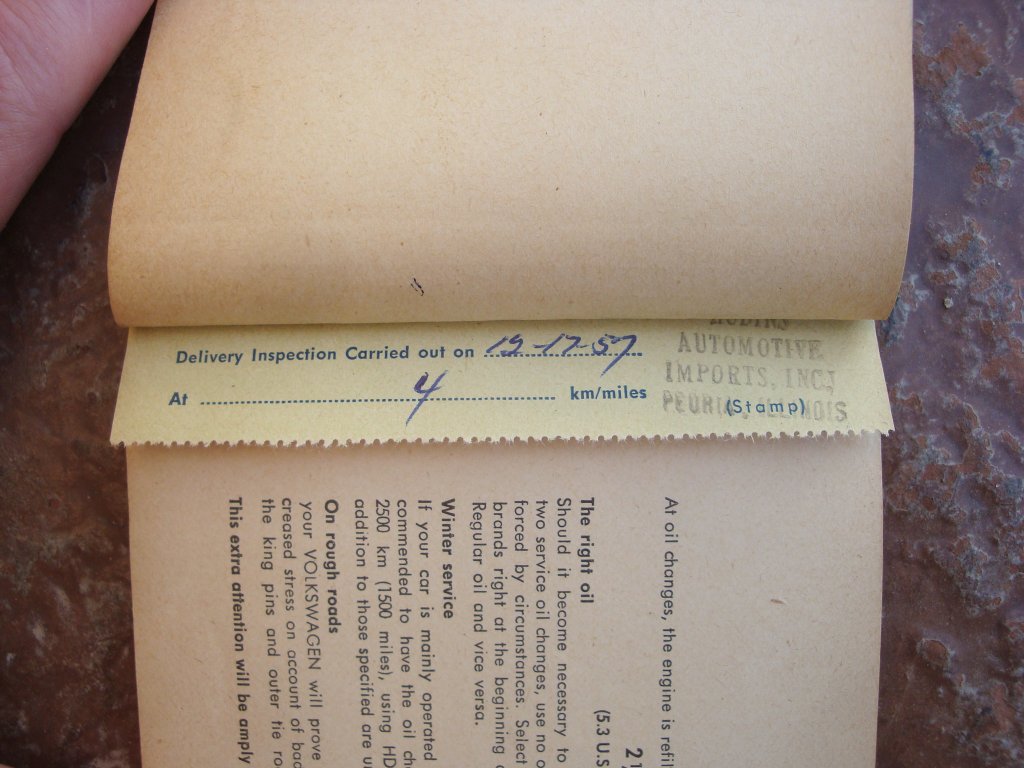 Delivery Inspection Carried out on 12-17-57
At 4 km/miles
AUTOMOTIVE
IMPORTS, INC.
PEORIA, ILLINOIS
(Stamp)
At oil changes, the engine is refil
(5.3 U.S
The right oil
Should it become necessary to
two service oil changes, use no o
forced by circumstances. Select
brands right at the beginning
Regular oil and vice versa.
Winter service
If your car is mainly operated
commended to have the oil ch
2500 km (1500 miles), using HD
addition to those specified are u
On rough roads
your VOLKSWAGEN will prove
creased stress on account of bad
the king pins and outer tie ro
This extra attention will be amply